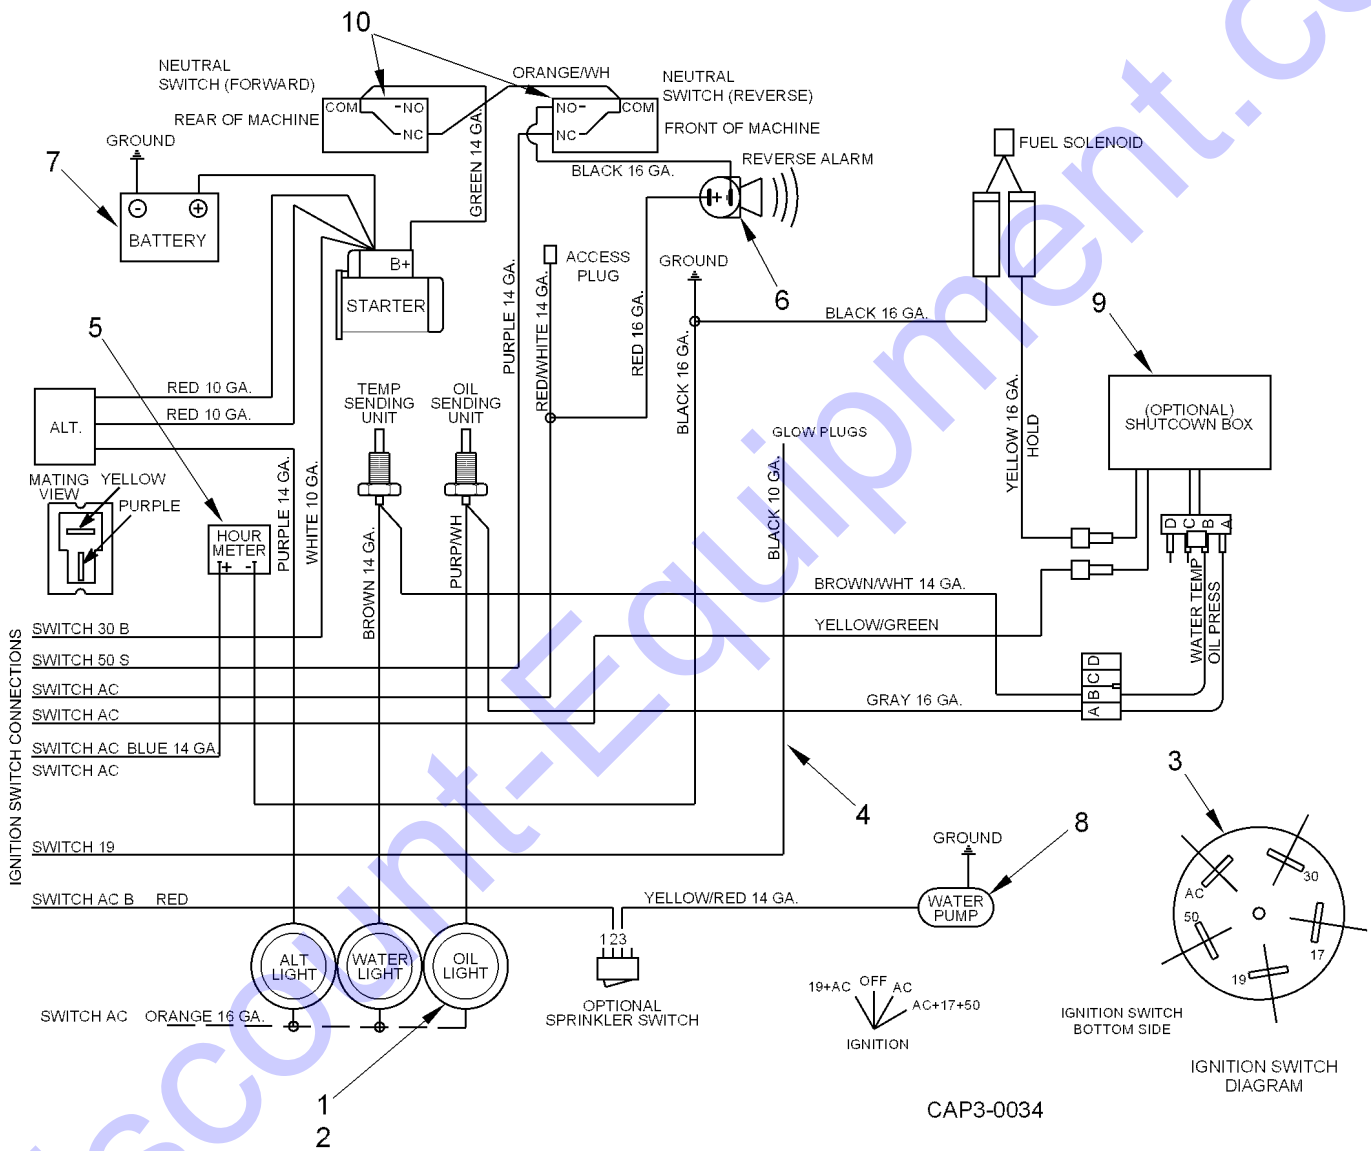 10
NEUTRAL
SWITCH (FORWARD)
ORANGE/WH
NEUTRAL
SWITCH (REVERSE)
COM
NO
NC
REAR OF MACHINE
NO
COM
NC
FRONT OF MACHINE
GROUND
7
BATTERY
GREEN 14 GA.
BLACK 16 GA.
REVERSE ALARM
FUEL SOLENOID
6
B+
STARTER
ACCESS
PLUG
GROUND
PURPLE 14 GA.
RED/WHITE 14 GA.
RED 16 GA.
BLACK 16 GA.
BLACK 16 GA.
9
(OPTIONAL)
SHUTCOWN BOX
YELLOW 16 GA.
HOLD
5
RED 10 GA.
RED 10 GA.
ALT.
TEMP
SENDING
UNIT
OIL
SENDING
UNIT
GLOW PLUGS
BLACK 10 GA.
MATING
VIEW
YELLOW
PURPLE
HOUR
METER
+ -
PURPLE 14 GA.
WHITE 10 GA.
BROWN 14 GA.
PURP/WH
D C B A
WATER TEMP
OIL PRESS
BROWN/WHT 14 GA.
YELLOW/GREEN
GRAY 16 GA.
A B C D
IGNITION SWITCH CONNECTIONS
SWITCH 30 B
SWITCH 50 S
SWITCH AC
SWITCH AC
SWITCH AC BLUE 14 GA.
SWITCH AC
SWITCH 19
SWITCH AC B RED
4
YELLOW/RED 14 GA.
GROUND
8
WATER
PUMP
123
OPTIONAL
SPRINKLER SWITCH
ALT
LIGHT
WATER
LIGHT
OIL
LIGHT
SWITCH AC ORANGE 16 GA.
1
2
19+AC OFF AC
AC+17+50
IGNITION
3
AC
30
50
17
19
IGNITION SWITCH
BOTTOM SIDE
IGNITION SWITCH
DIAGRAM
CAP3-0034
iscount-Equipment.co